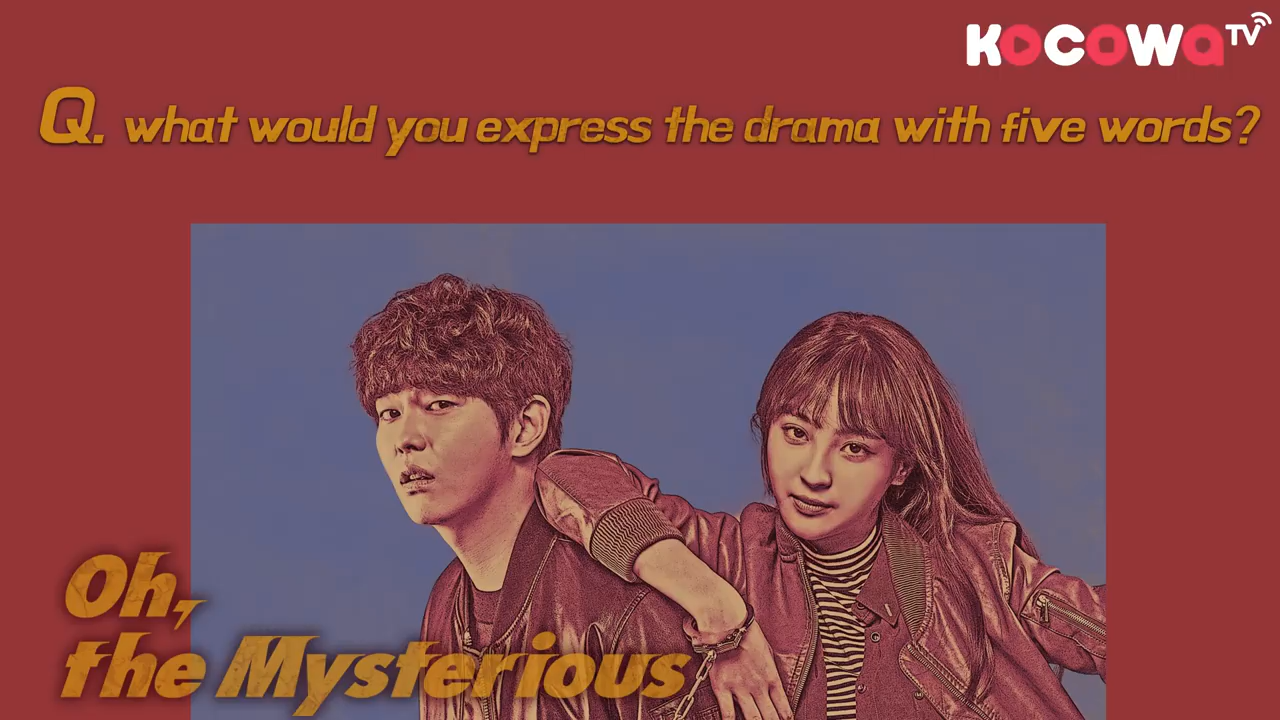 KOCOWA TV
Q. what would you express the drama with five words?
Oh,
the Mysterious